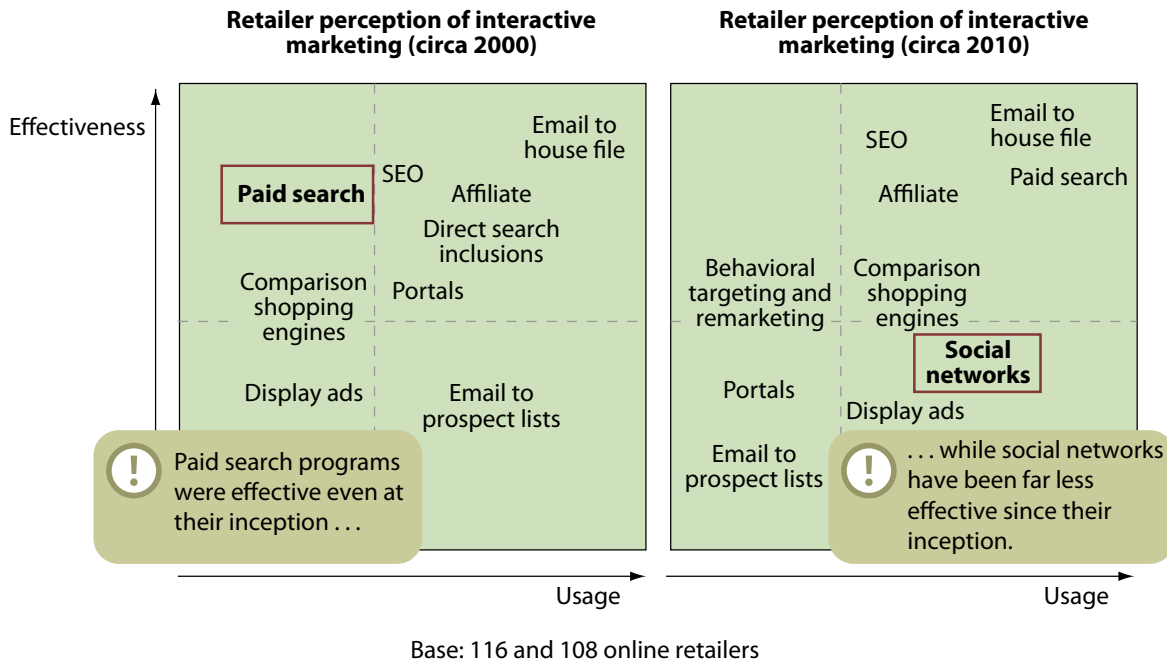 Retailer perception of interactive
marketing (circa 2000)
Effectiveness
Email to
house file
SEO
Paid search
Affiliate
Direct search
inclusions
Comparison
shopping
engines
Portals
Display ads
Email to
prospect lists
!
Paid search programs
were effective even at
their inception . . .
Usage
Retailer perception of interactive
marketing (circa 2010)
Email to
house file
SEO
Paid search
Affiliate
Behavioral
targeting and
remarketing
Comparison
shopping
engines
Social
networks
Portals
Display ads
Email to
prospect lists
!
. . . while social networks
have been far less
effective since their
inception.
Usage
Base: 116 and 108 online retailers